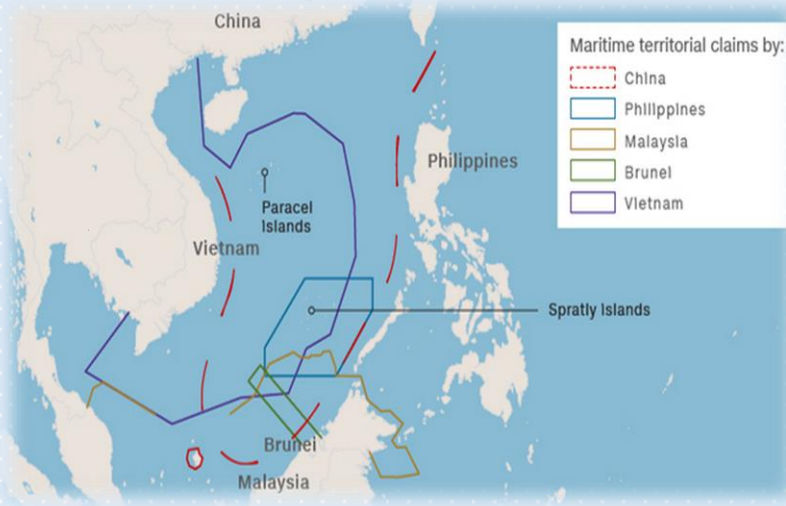 China
Maritime territorial claims by:
China
Philippines
Malaysia
Brunei
Vietnam
Philippines
Paracel
Islands
Vietnam
Spratly Islands
Brunei
Malaysia